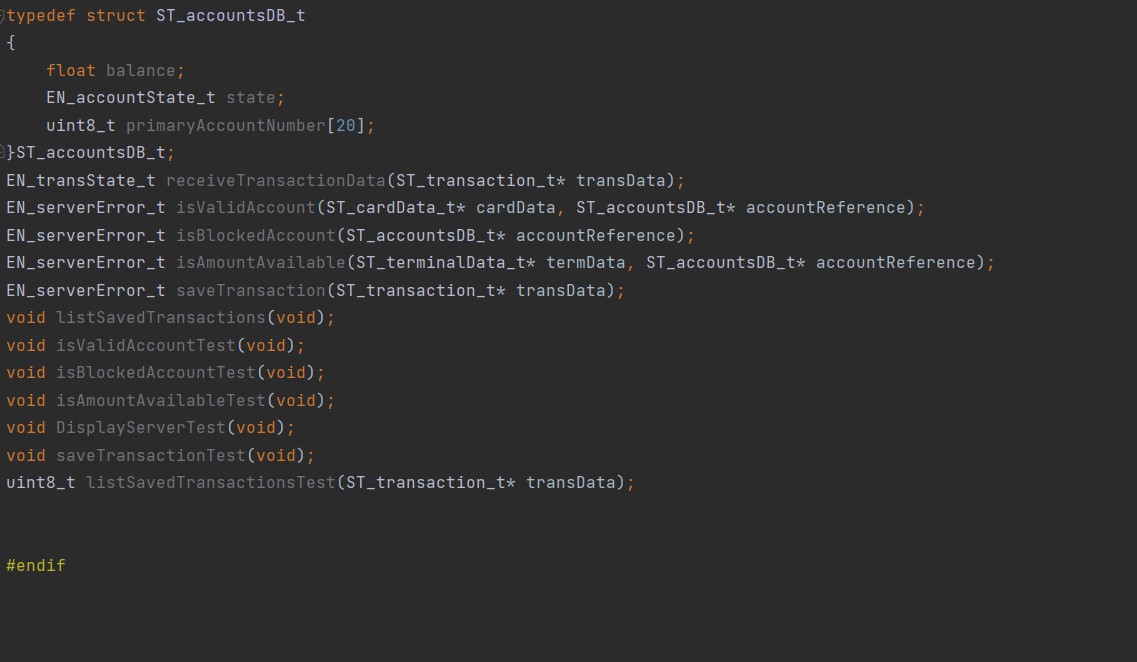 typedef struct ST_accountsDB_t
{
    float balance;
    EN_accountState_t state;
    uint8_t primaryAccountNumber[20];
}ST_accountsDB_t;
EN_transState_t receiveTransactionData(ST_transaction_t* transData);
EN_serverError_t isValidAccount(ST_cardData_t* cardData, ST_accountsDB_t* accountReference);
EN_serverError_t isBlockedAccount(ST_accountsDB_t* accountReference);
EN_serverError_t isAmountAvailable(ST_terminalData_t* termData, ST_accountsDB_t* accountReference);
EN_serverError_t saveTransaction(ST_transaction_t* transData);
void listSavedTransactions(void);
void isValidAccountTest(void);
void isBlockedAccountTest(void);
void isAmountAvailableTest(void);
void DisplayServerTest(void);
void saveTransactionTest(void);
uint8_t listSavedTransactionsTest(ST_transaction_t* transData);
#endif